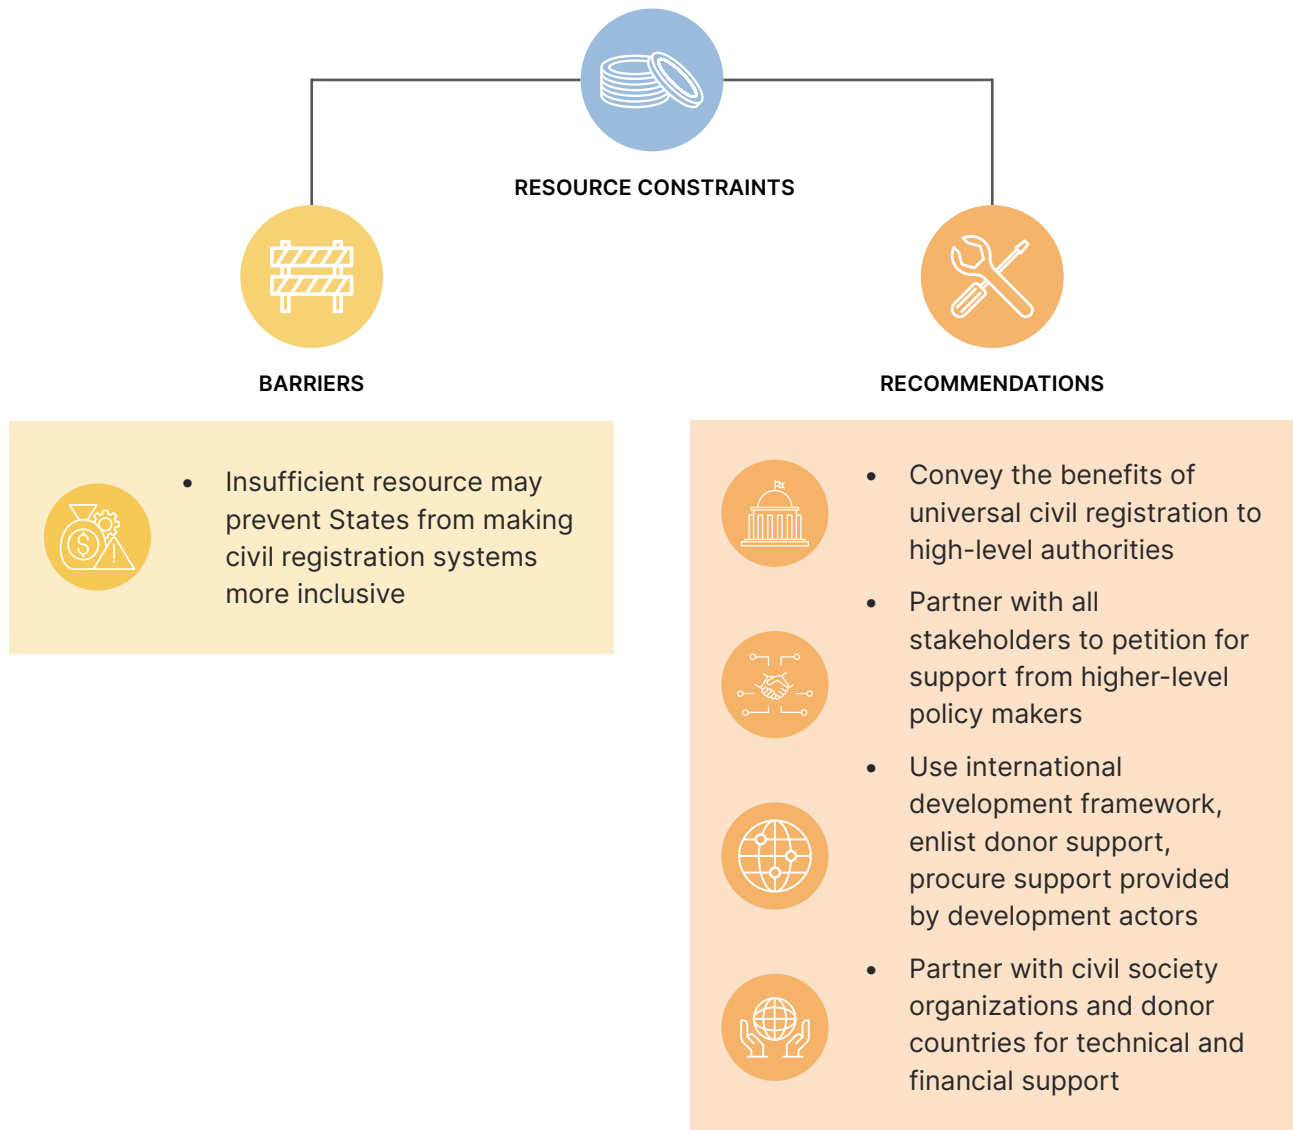 RESOURCE CONSTRAINTS
BARRIERS
• Insufficient resource may
prevent States from making
civil registration systems
more inclusive
RECOMMENDATIONS
• Convey the benefits of
universal civil registration to
high-level authorities
• Partner with all
stakeholders to petition for
support from higher-level
policy makers
• Use international
development framework,
enlist donor support,
procure support provided
by development actors
• Partner with civil society
organizations and donor
countries for technical and
financial support